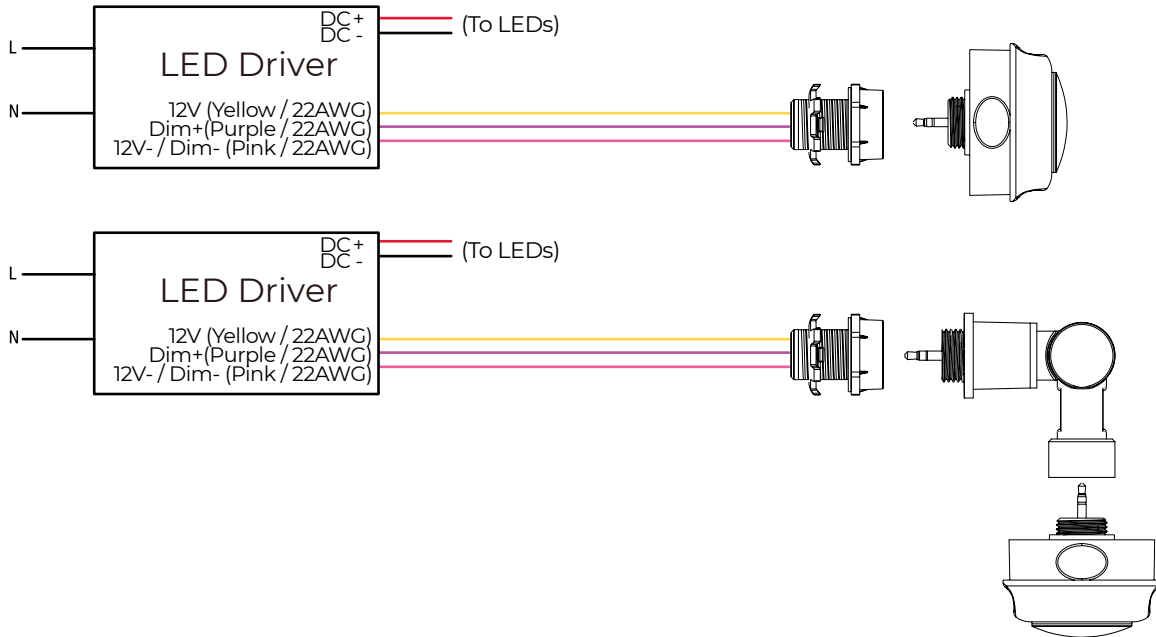 DC+
DC -
(To LEDs)
L
LED Driver
N
12V (Yellow / 22AWG)
Dim+(Purple / 22AWG)
12V- / Dim- (Pink / 22AWG)
DC+
DC -
(To LEDs)
L
LED Driver
N
12V (Yellow / 22AWG)
Dim+(Purple / 22AWG)
12V- / Dim- (Pink / 22AWG)